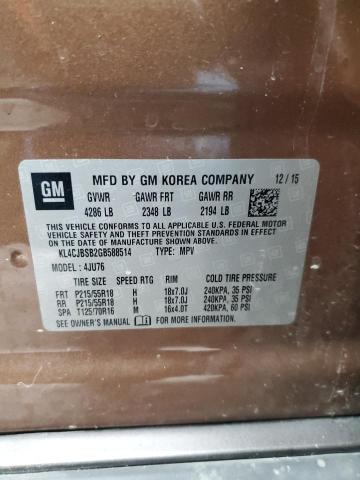 GM
MFD BY GM KOREA COMPANY 12/15
GVWR GAWR FRT GAWR RR
4286 LB 2348 LB 2194 LB
THIS VEHICLE CONFORMS TO ALL APPLICABLE U.S. FEDERAL MOTOR
VEHICLE SAFETY AND THEFT PREVENTION STANDARDS IN EFFECT
ON THE DATE OF MANUFACTURE SHOWN ABOVE.
KL4CJBSB2GB588514 TYPE: MPV
MODEL: 4JU76
TIRE SIZE SPEED RTG RIM COLD TIRE PRESSURE
FRT P215/55R18 H 18x7.0J 240KPA, 35 PSI
RR P215/55R18 H 18x7.0J 240KPA, 35 PSI
SPA T125/70R16 M 16x4.0T 420KPA, 60 PSI
SEE OWNER'S MANUAL FOR MORE INFORMATION.